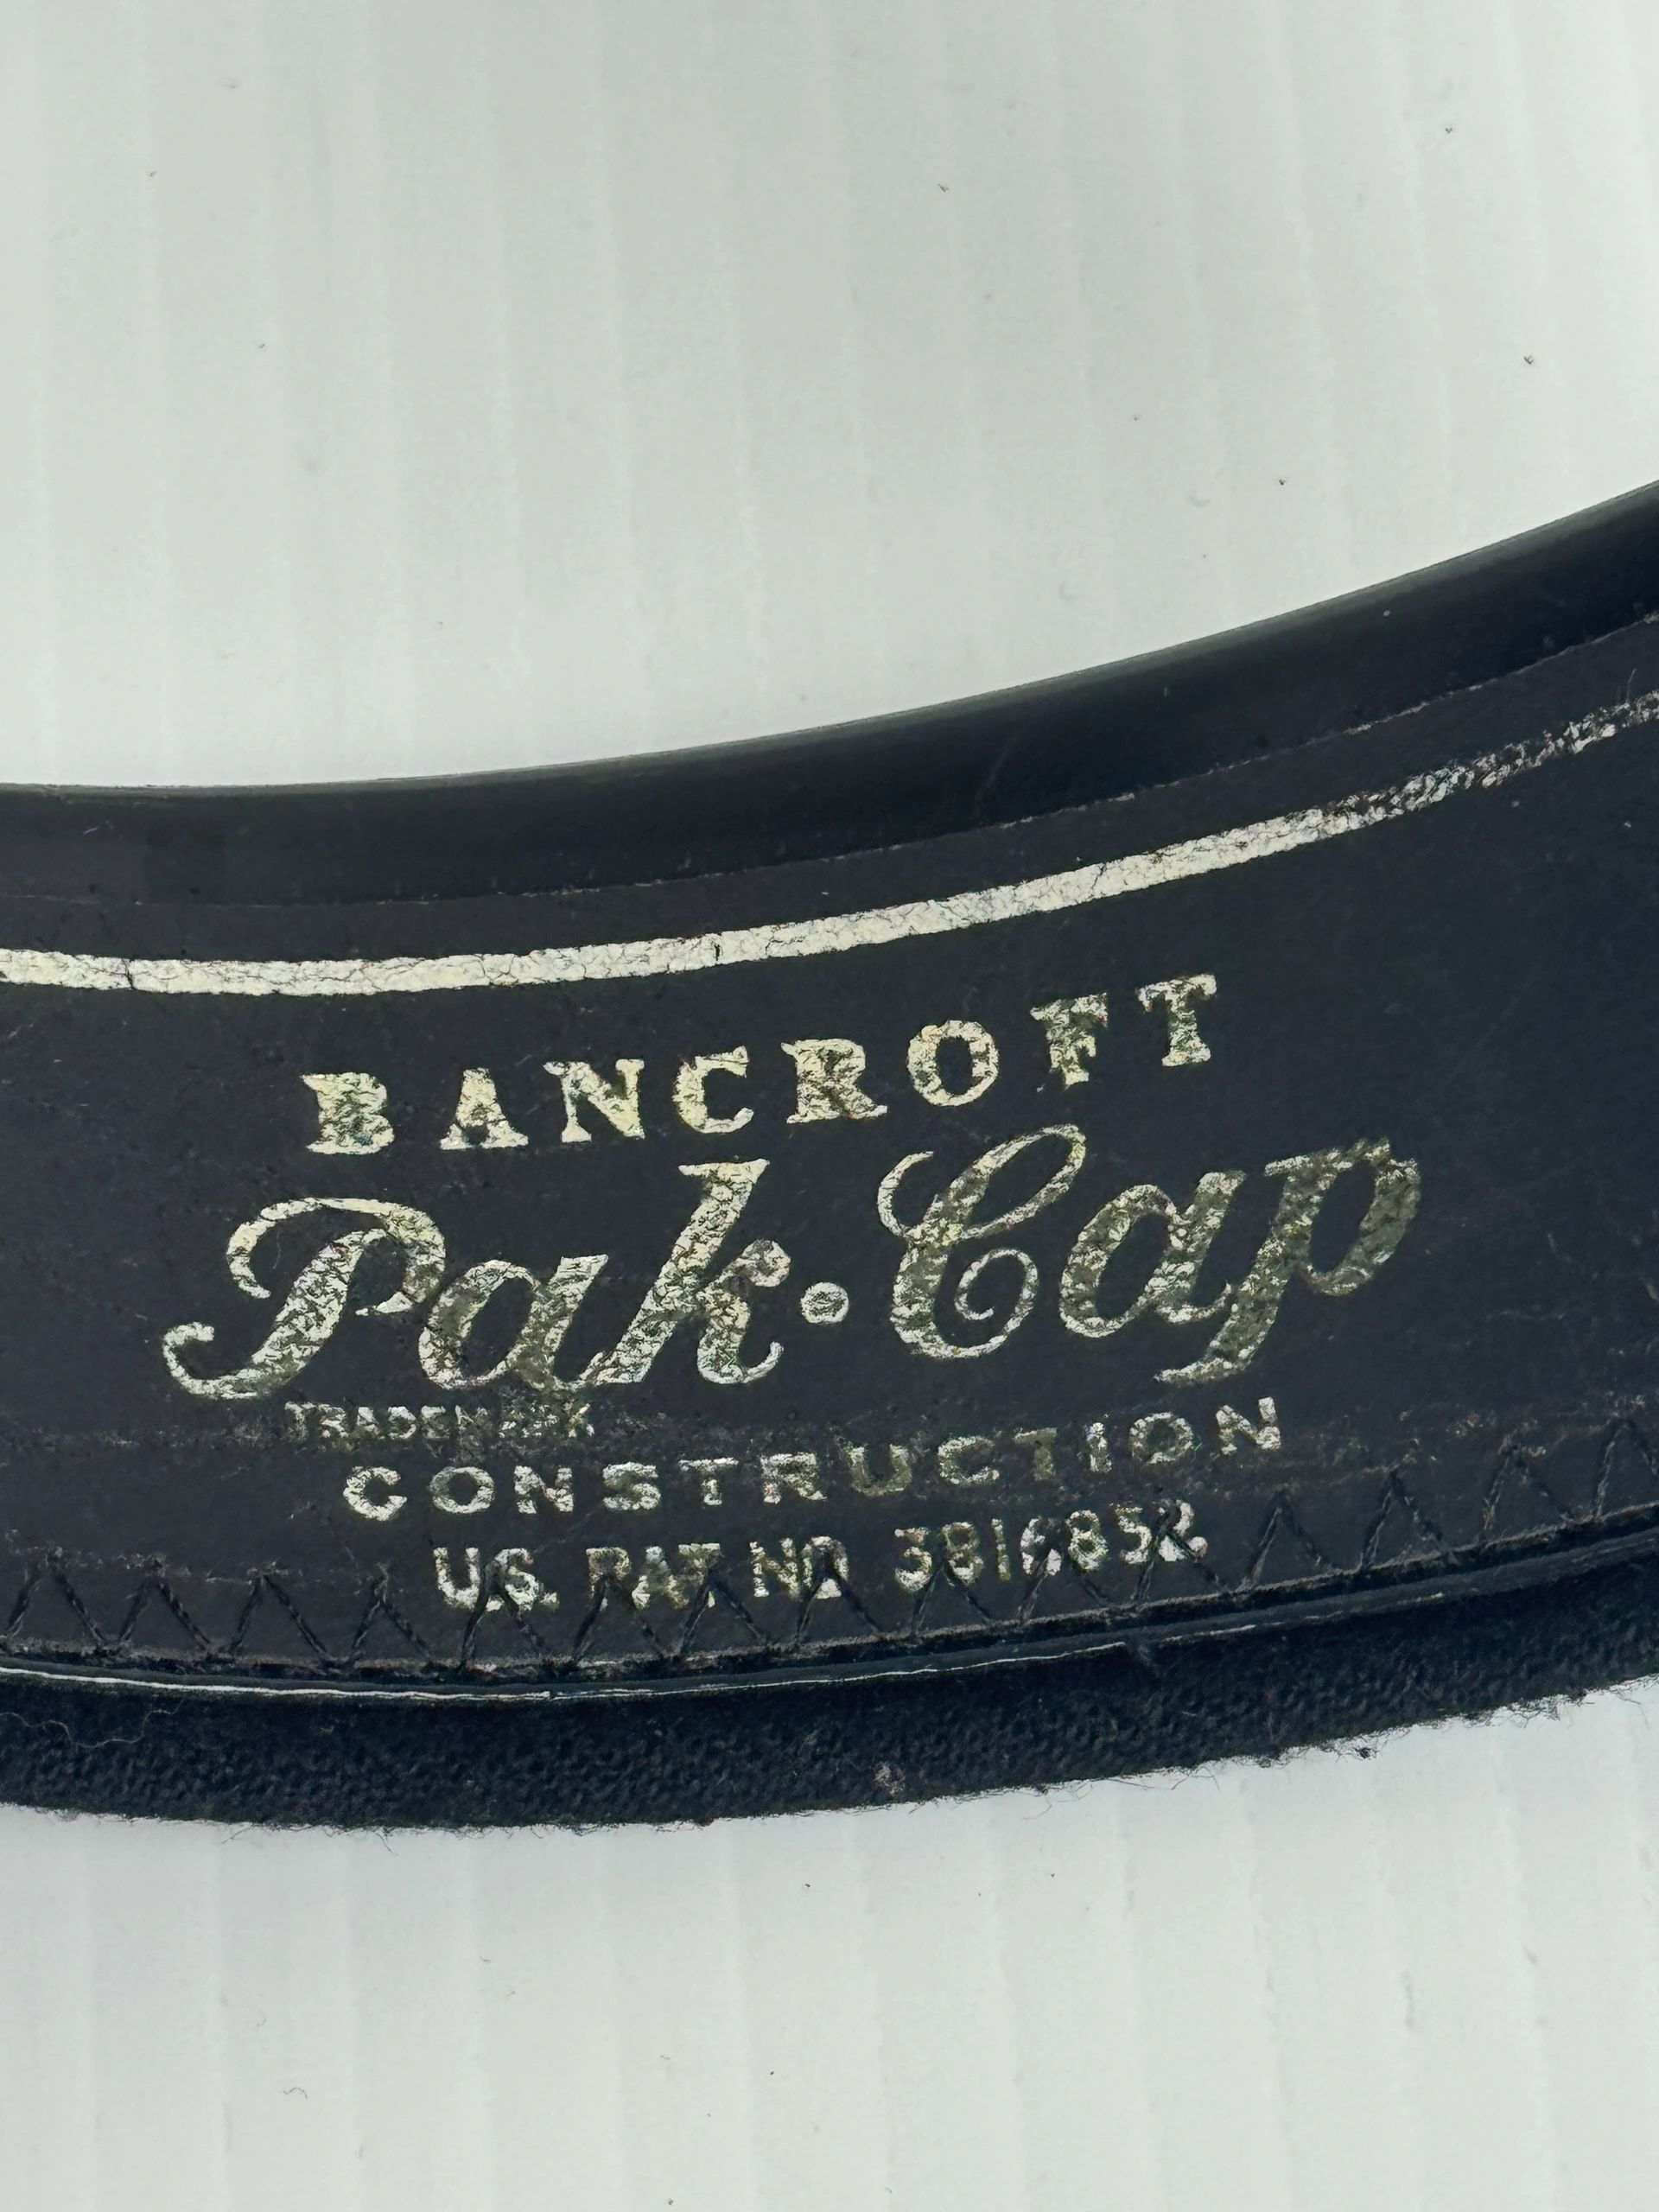 BANCROFT
Pak·Cap
TRADEMARK
CONSTRUCTION
U.S. PAT NO 3816852